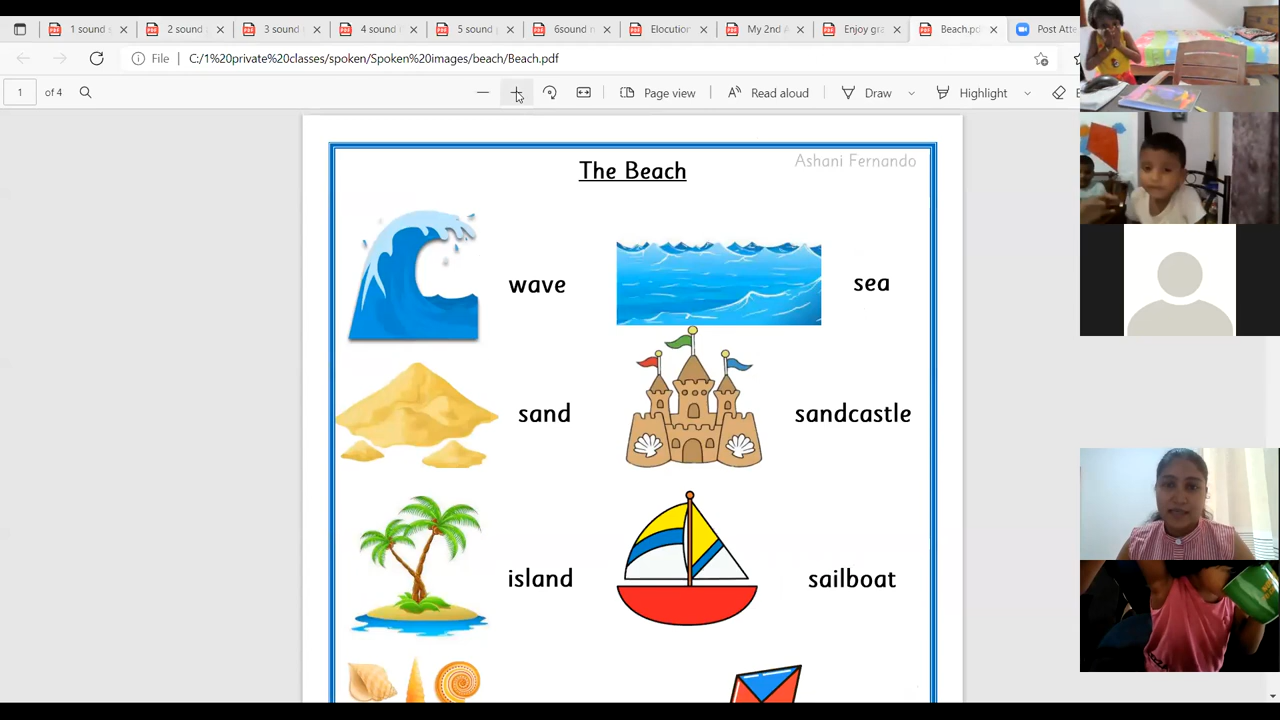 1 sound
2 sound
3 sound
4 sound
5 sound
6sound
Elocution
My 2nd
Enjoy gra
Beach.pdf
Post Atte
File
C:/1%20private%20classes/spoken/Spoken%20images/beach/Beach.pdf
1 of 4
Page view
Read aloud
Draw
Highlight
The Beach
Ashani Fernando
wave
sea
sand
sandcastle
island
sailboat